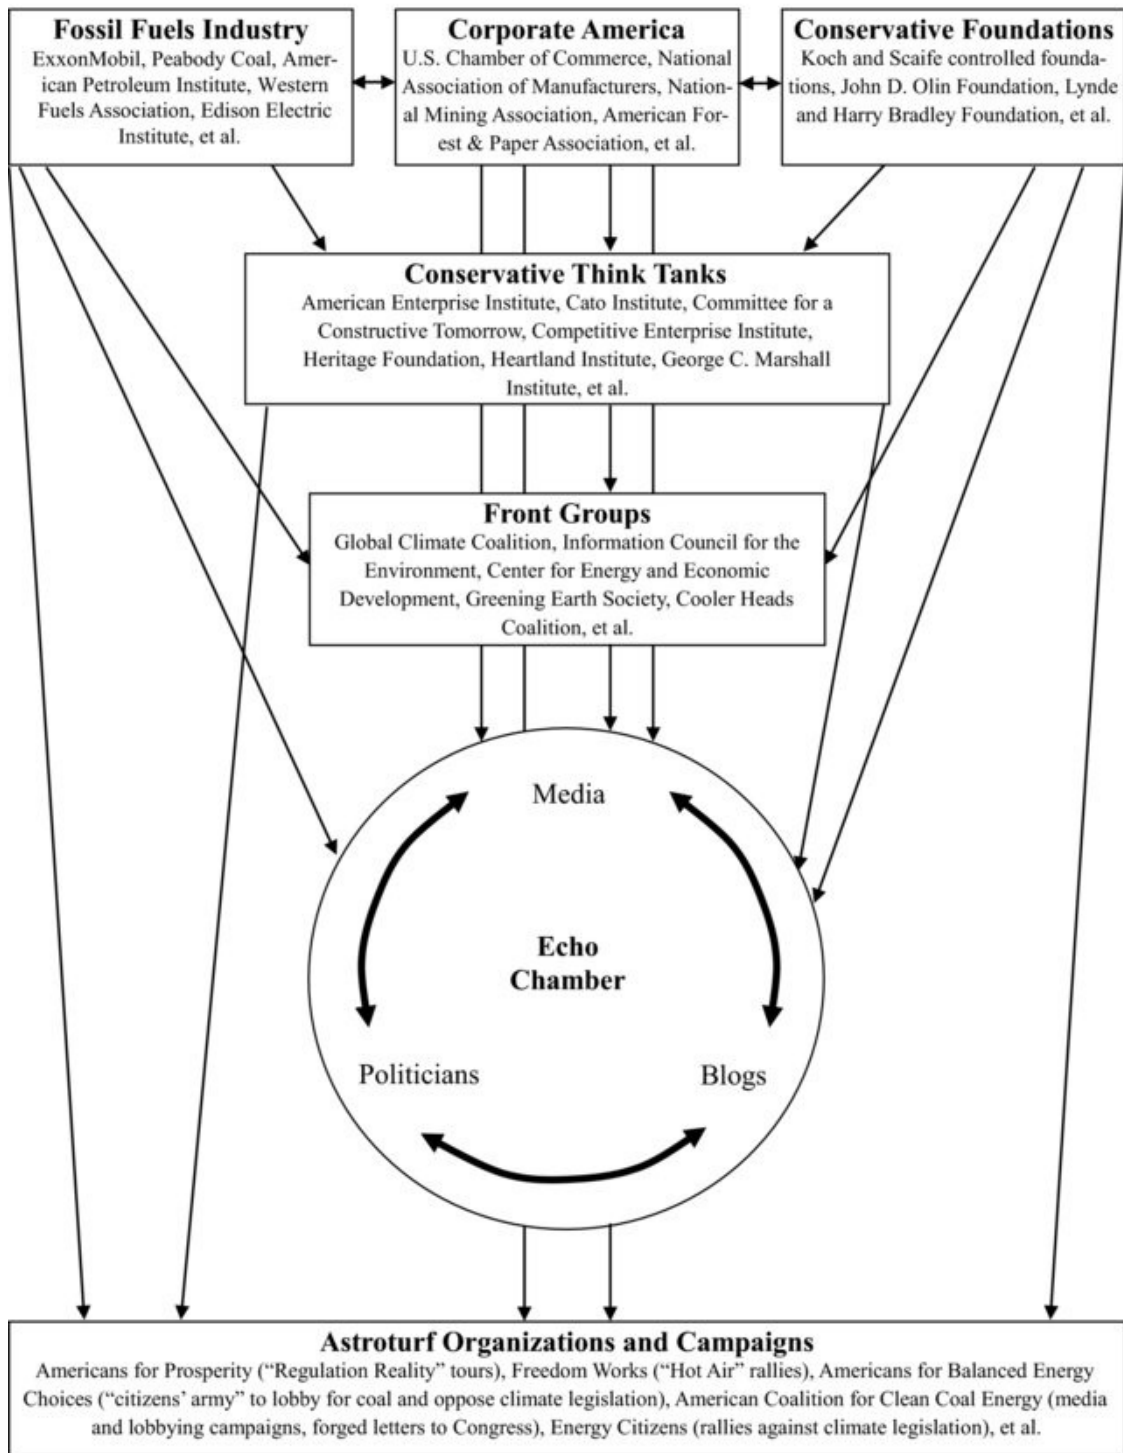 Fossil Fuels Industry
ExxonMobil, Peabody Coal, Amer-
ican Petroleum Institute, Western
Fuels Association, Edison Electric
Institute, et al.
Corporate America
U.S. Chamber of Commerce, National
Association of Manufacturers, Nation-
al Mining Association, American For-
est & Paper Association, et al.
Conservative Foundations
Koch and Scaife controlled founda-
tions, John D. Olin Foundation, Lynde
and Harry Bradley Foundation, et al.
Conservative Think Tanks
American Enterprise Institute, Cato Institute, Committee for a
Constructive Tomorrow, Competitive Enterprise Institute,
Heritage Foundation, Heartland Institute, George C. Marshall
Institute, et al.
Front Groups
Global Climate Coalition, Information Council for the
Environment, Center for Energy and Economic
Development, Greening Earth Society, Cooler Heads
Coalition, et al.
Media
Echo
Chamber
Politicians
Blogs
Astroturf Organizations and Campaigns
Americans for Prosperity (“Regulation Reality” tours), Freedom Works (“Hot Air” rallies), Americans for Balanced Energy
Choices (“citizens’ army” to lobby for coal and oppose climate legislation), American Coalition for Clean Coal Energy (media
and lobbying campaigns, forged letters to Congress), Energy Citizens (rallies against climate legislation), et al.